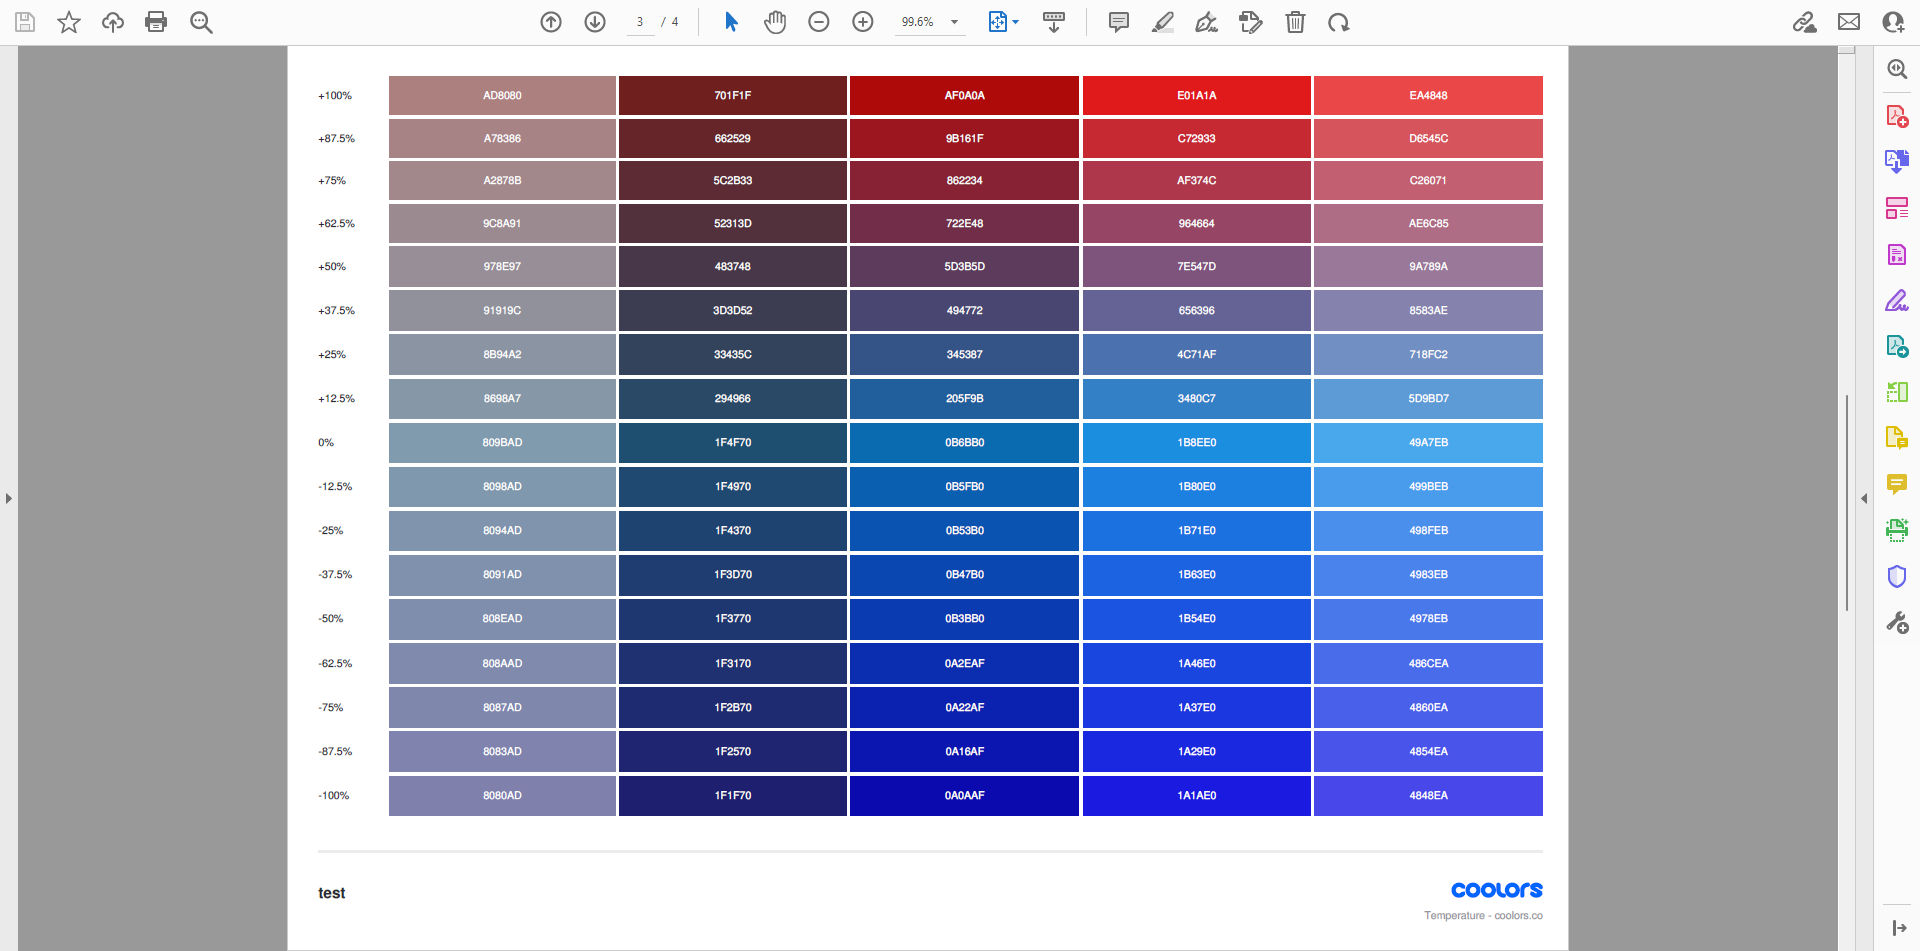 3 / 4 99.6%
+100% AD8080 701F1F AF0A0A E01A1A EA4848
+87.5% A78386 662529 9B161F C72933 D6545C
+75% A2878B 5C2B33 862234 AF374C C26071
+62.5% 9C8A91 52313D 722E48 964664 AE6C85
+50% 978E97 483748 5D3B5D 7E547D 9A789A
+37.5% 91919C 3D3D52 494772 656396 8583AE
+25% 8B94A2 33435C 345387 4C71AF 718FC2
+12.5% 8698A7 294966 205F9B 3480C7 5D9BD7
0% 809BAD 1F4F70 0B6BB0 1B8EE0 49A7EB
-12.5% 8098AD 1F4970 0B5FB0 1B80E0 499BEB
-25% 8094AD 1F4370 0B53B0 1B71E0 498FEB
-37.5% 8091AD 1F3D70 0B47B0 1B63E0 4983EB
-50% 808EAD 1F3770 0B3BB0 1B54E0 4978EB
-62.5% 808AAD 1F3170 0A2EAF 1A46E0 486CEA
-75% 8087AD 1F2B70 0A22AF 1A37E0 4860EA
-87.5% 8083AD 1F2570 0A16AF 1A29E0 4854EA
-100% 8080AD 1F1F70 0A0AAF 1A1AE0 4848EA
test coolors
Temperature - coolors.co